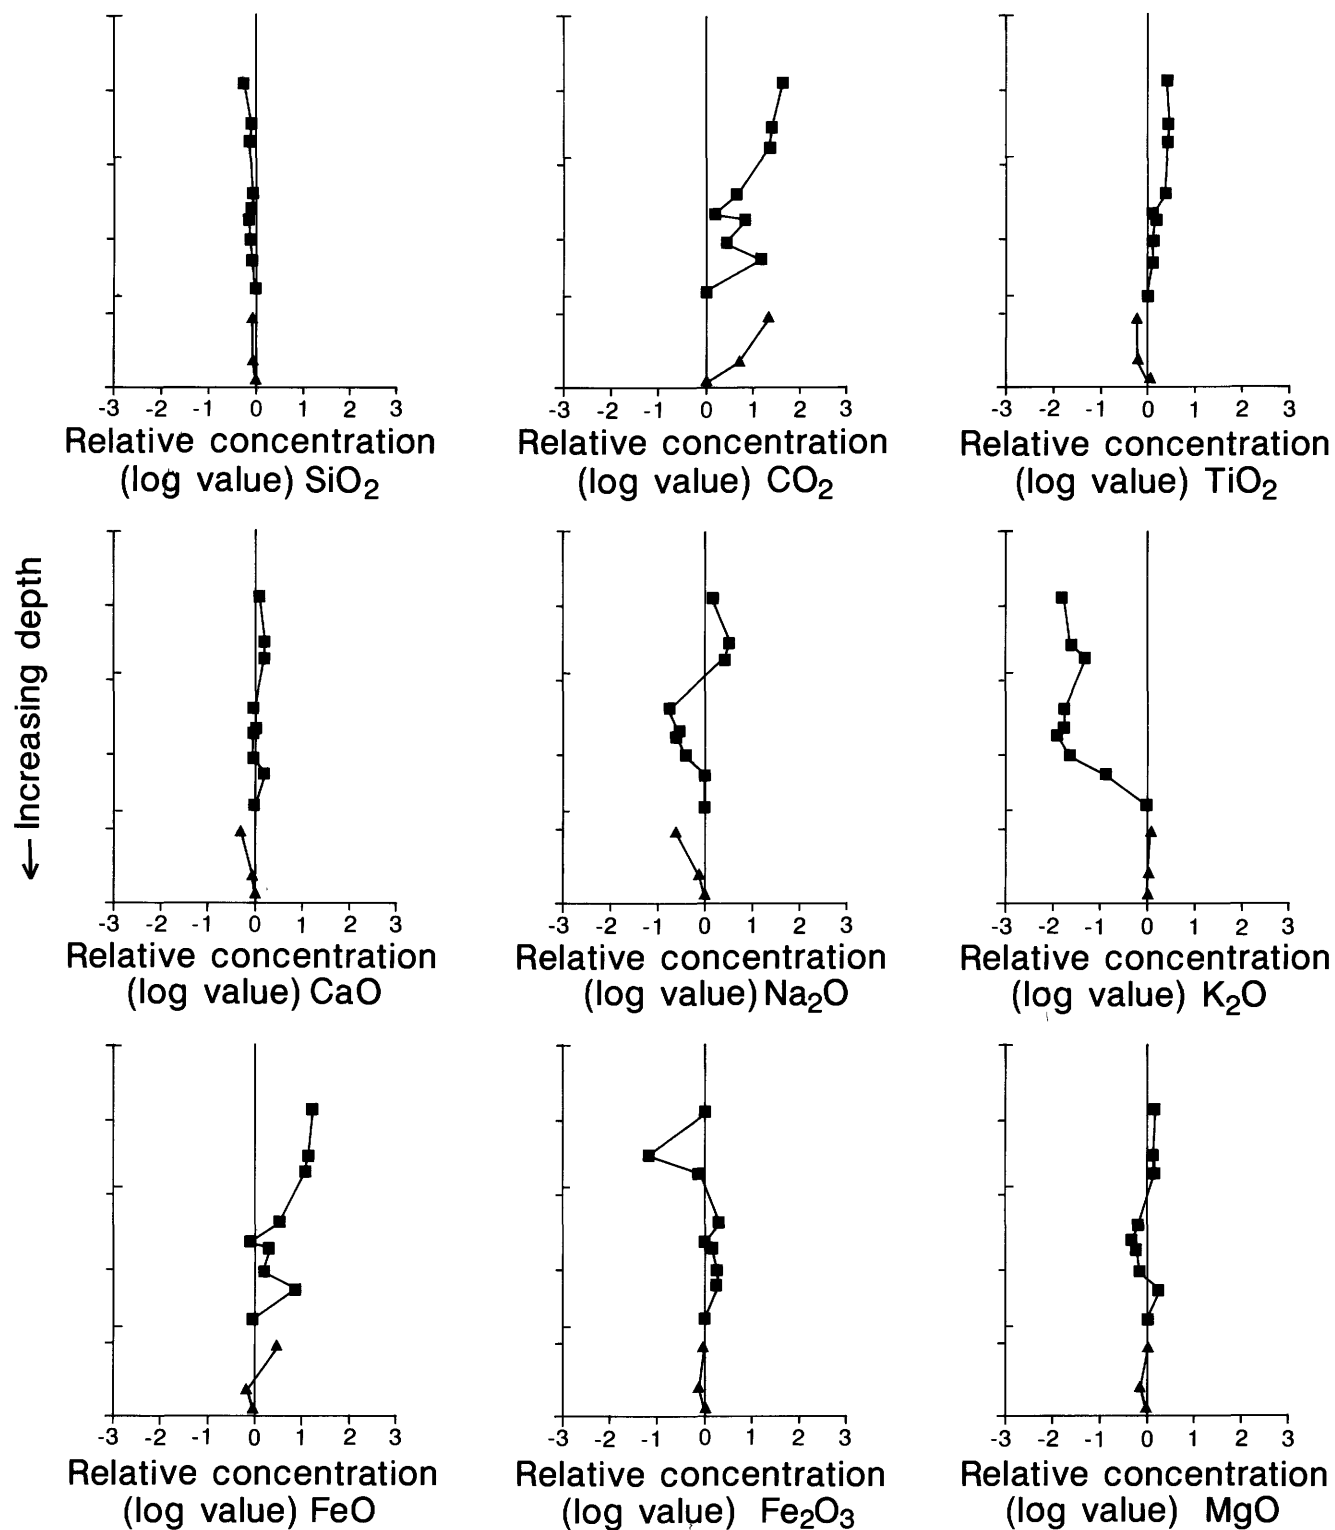 -3 -2 -1 0 1 2 3
Relative concentration
(log value) SiO2
-3 -2 -1 0 1 2 3
Relative concentration
(log value) CO2
-3 -2 -1 0 1 2 3
Relative concentration
(log value) TiO2
← Increasing depth
-3 -2 -1 0 1 2 3
Relative concentration
(log value) CaO
-3 -2 -1 0 1 2 3
Relative concentration
(log value) Na2O
-3 -2 -1 0 1 2 3
Relative concentration
(log value) K2O
-3 -2 -1 0 1 2 3
Relative concentration
(log value) FeO
-3 -2 -1 0 1 2 3
Relative concentration
(log value) Fe2O3
-3 -2 -1 0 1 2 3
Relative concentration
(log value) MgO